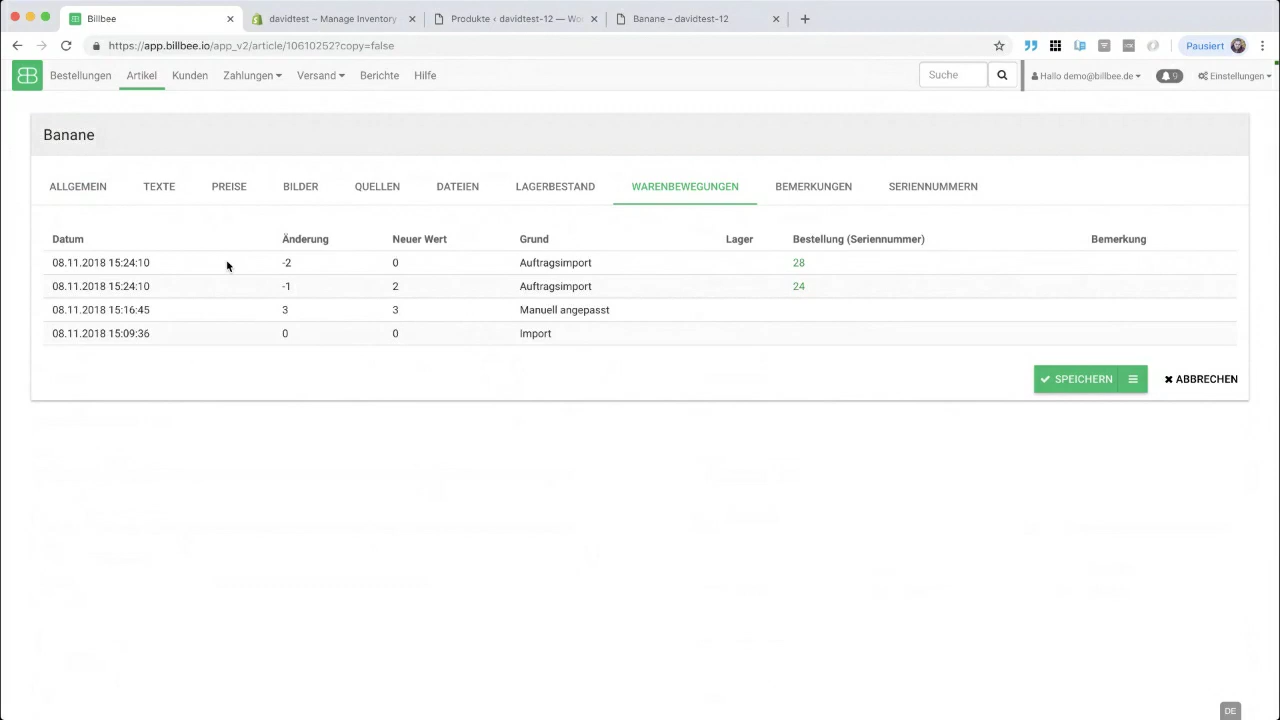 Billbee
davidtest ~ Manage Inventory
Produkte ‹ davidtest-12 — Wo
Banane – davidtest-12
https://app.billbee.io/app_v2/article/10610252?copy=false
Pausiert
Bestellungen Artikel Kunden Zahlungen Versand Berichte Hilfe
Suche
Hallo demo@billbee.de
9
Einstellungen
Banane
ALLGEMEIN TEXTE PREISE BILDER QUELLEN DATEIEN LAGERBESTAND WARENBEWEGUNGEN BEMERKUNGEN SERIENNUMMERN
Datum Änderung Neuer Wert Grund Lager Bestellung (Seriennummer) Bemerkung
08.11.2018 15:24:10 -2 0 Auftragsimport 28
08.11.2018 15:24:10 -1 2 Auftragsimport 24
08.11.2018 15:16:45 3 3 Manuell angepasst
08.11.2018 15:09:36 0 0 Import
SPEICHERN ABBRECHEN
DE